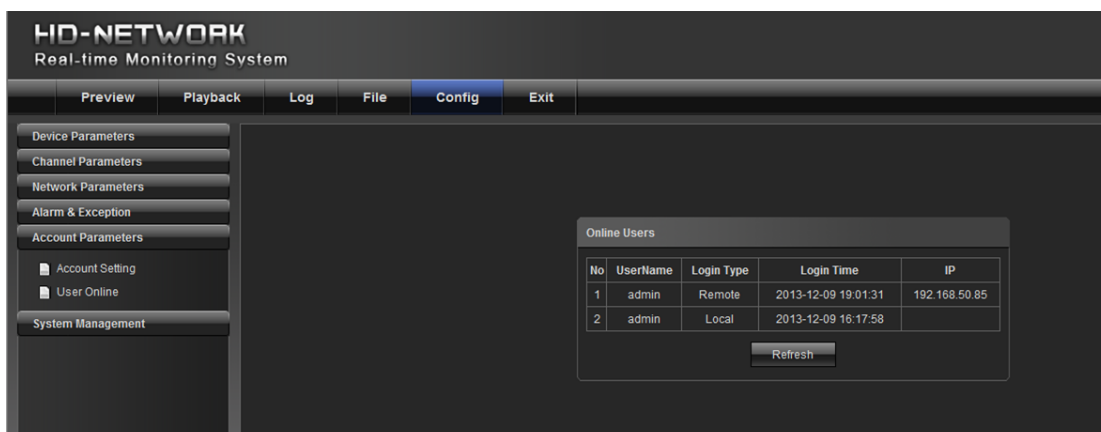 HD-NETWORK
Real-time Monitoring System
Preview Playback Log File Config Exit
Device Parameters
Channel Parameters
Network Parameters
Alarm & Exception
Account Parameters
Account Setting
User Online
System Management
Online Users
No UserName Login Type Login Time IP
1 admin Remote 2013-12-09 19:01:31 192.168.50.85
2 admin Local 2013-12-09 16:17:58
Refresh